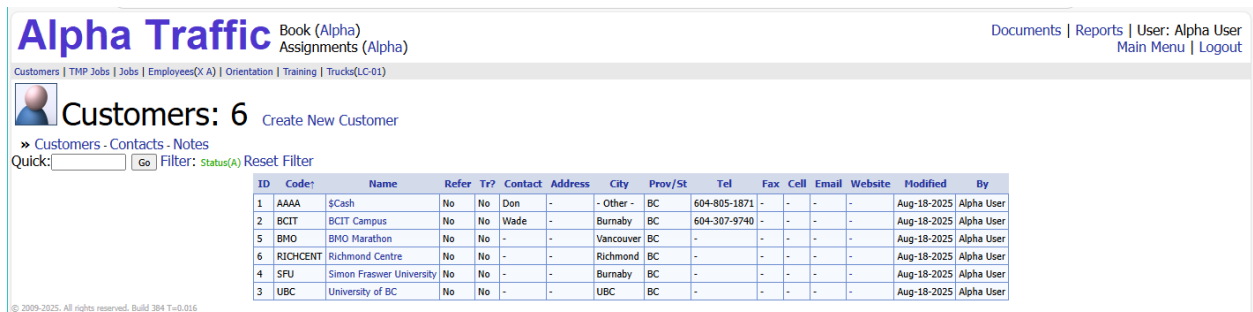 Alpha Traffic Book (Alpha)
Assignments (Alpha)
Documents | Reports | User: Alpha User
Main Menu | Logout
Customers | TMP Jobs | Jobs | Employees(X A) | Orientation | Training | Trucks(LC-01)
Customers: 6 Create New Customer
» Customers - Contacts - Notes
Quick: Go Filter: Status(A) Reset Filter
ID Code↑ Name Refer Tr? Contact Address City Prov/St Tel Fax Cell Email Website Modified By
1 AAAA $Cash No No Don - - Other - BC 604-805-1871 - - - - Aug-18-2025 Alpha User
2 BCIT BCIT Campus No No Wade - Burnaby BC 604-307-9740 - - - - Aug-18-2025 Alpha User
5 BMO BMO Marathon No No - - Vancouver BC - - - - - Aug-18-2025 Alpha User
6 RICHCENT Richmond Centre No No - - Richmond BC - - - - - Aug-18-2025 Alpha User
4 SFU Simon Fraswer University No No - - Burnaby BC - - - - - Aug-18-2025 Alpha User
3 UBC University of BC No No - - UBC BC - - - - - Aug-18-2025 Alpha User
© 2009-2025. All rights reserved. Build 384 T=0.016